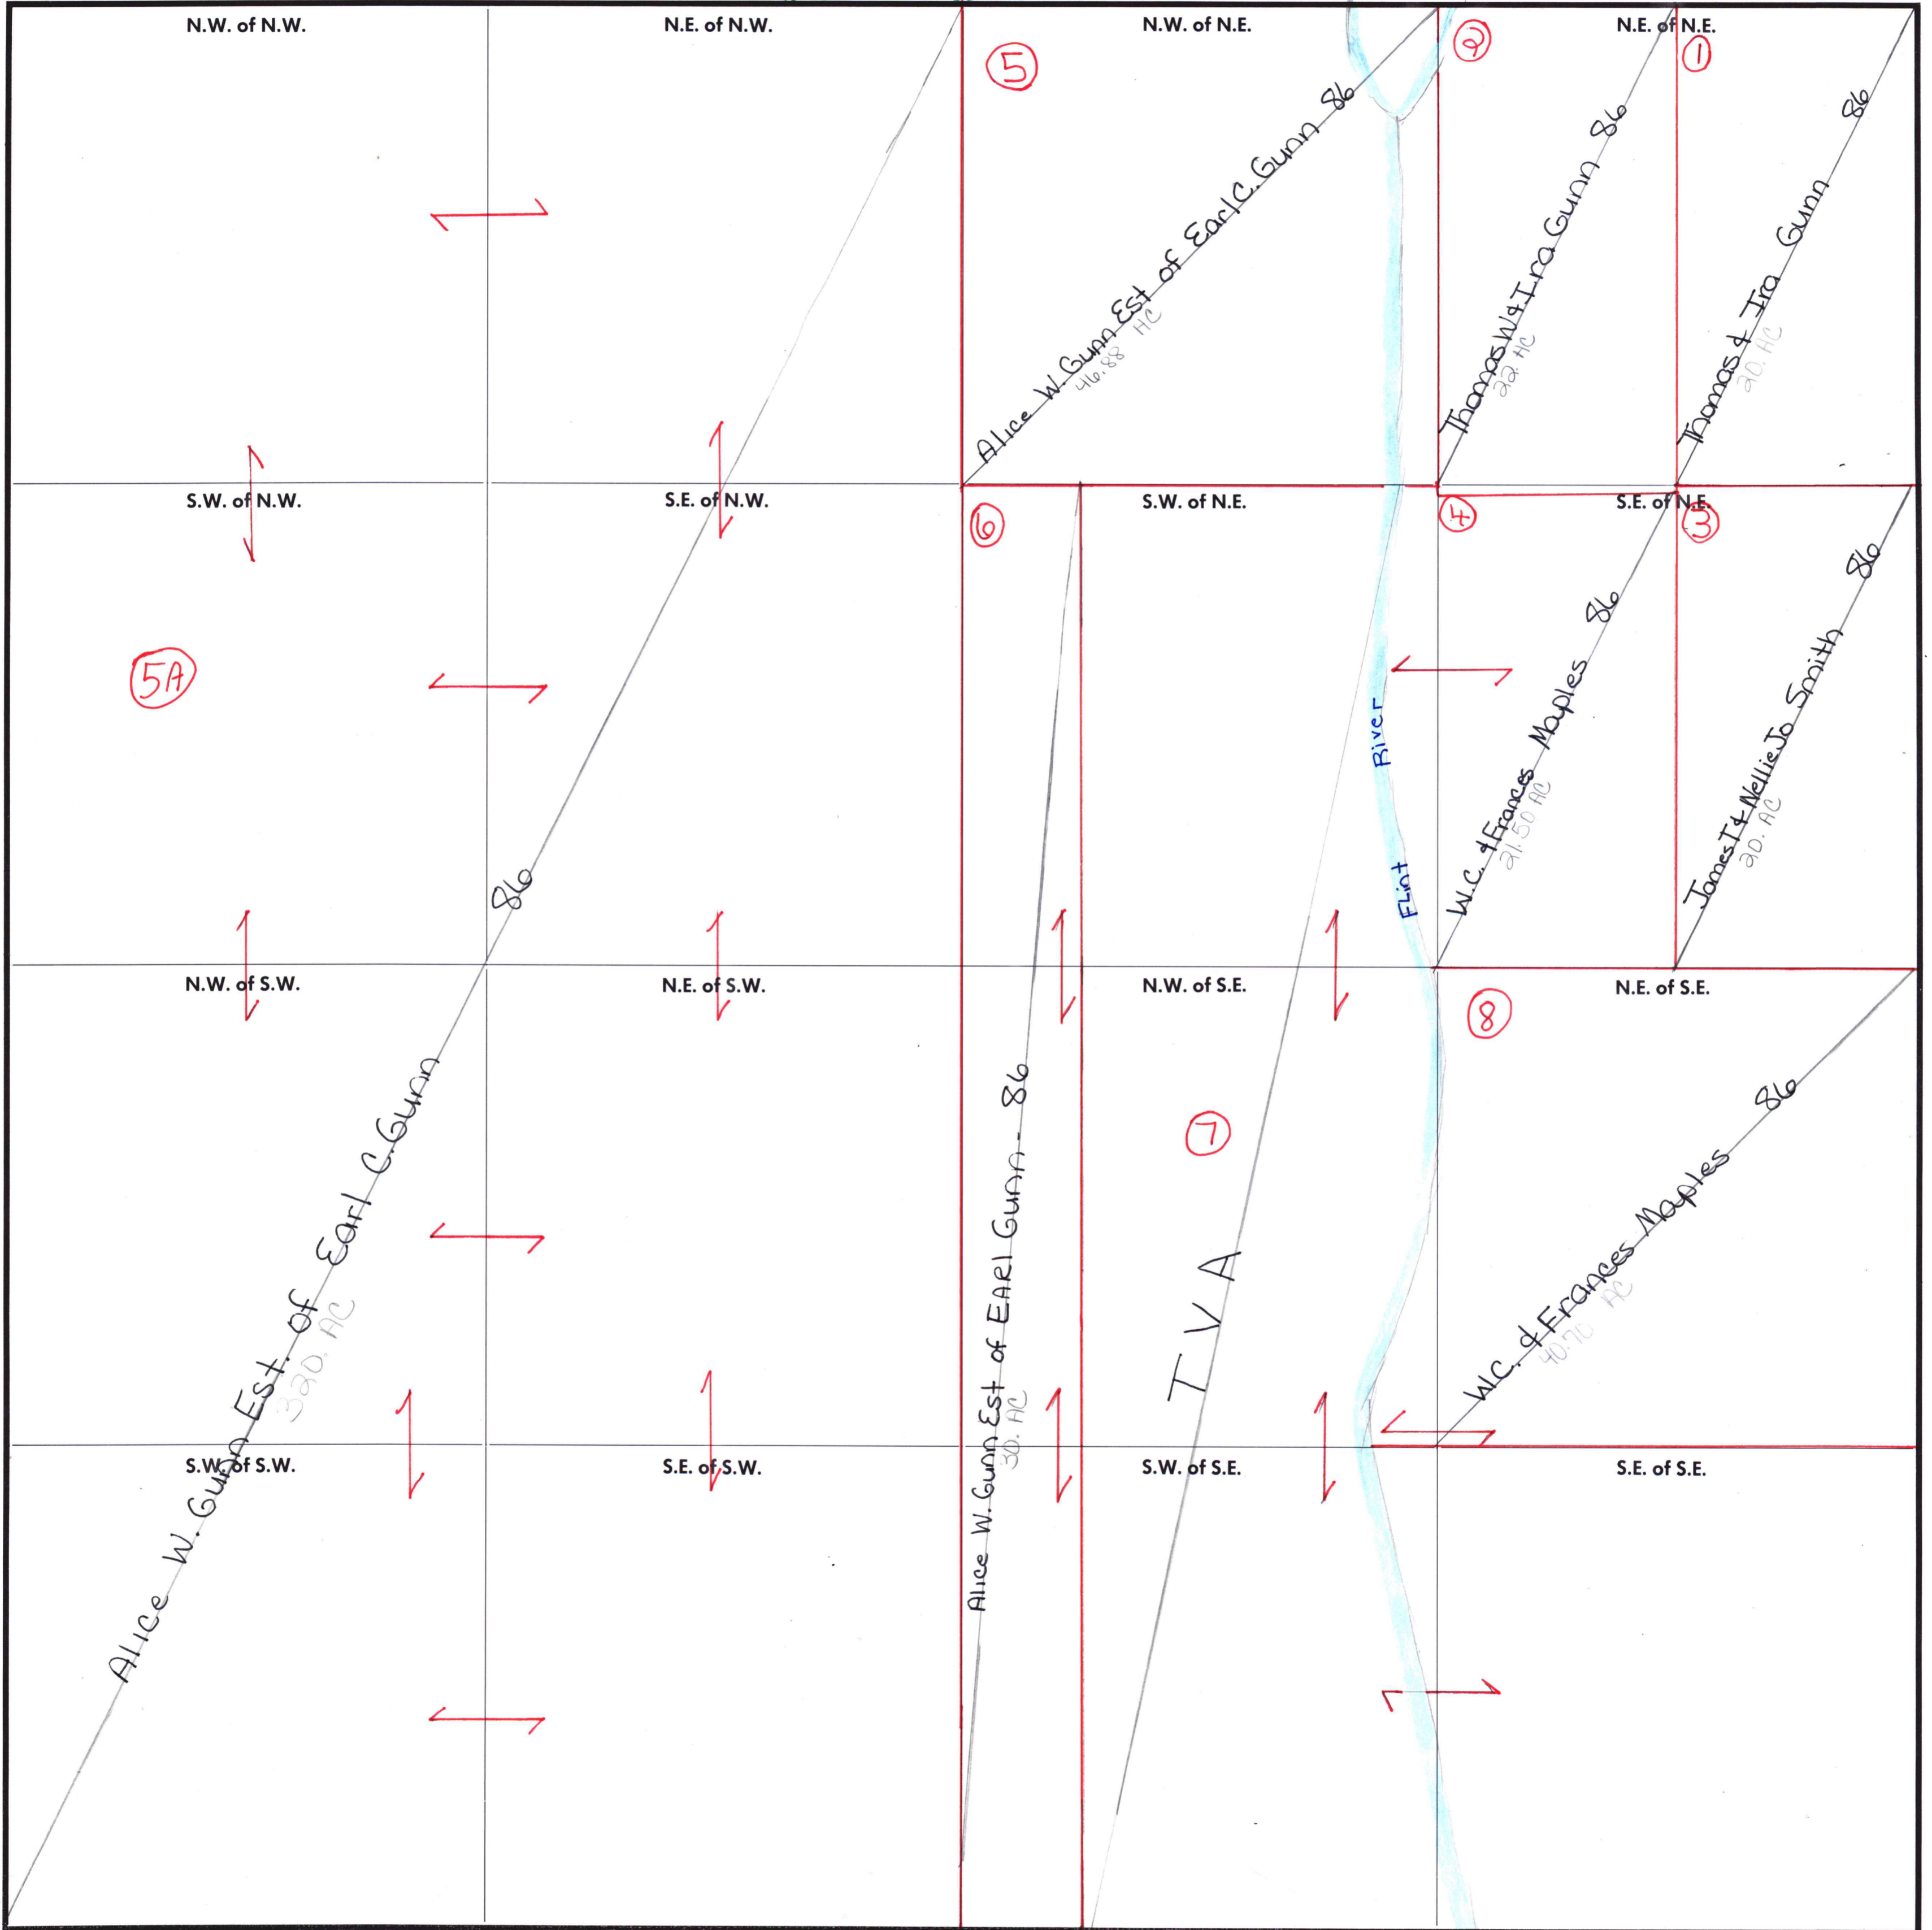 N.W. of N.W.
N.E. of N.W.
N.W. of N.E.
N.E. of N.E.
5
2
1
Alice W. Gunn Est of Earl C. Gunn 86
46.88 AC
Thomas W & Ira Gunn 86
22. AC
Thomas & Ira Gunn 86
20. AC
S.W. of N.W.
S.E. of N.W.
S.W. of N.E.
S.E. of N.E.
6
4
3
5A
River
Flint
W.C. & Frances Maples 86
21.50 AC
James T & Nellie Jo Smith 86
20. AC
N.W. of S.W.
N.E. of S.W.
N.W. of S.E.
N.E. of S.E.
8
7
Alice W. Gunn Est. of Earl C. Gunn 86
320. AC
Alice W. Gunn Est of EARl Gunn - 86
30. AC
T V A
W.C. & Frances Maples 86
40.70 AC
S.W. of S.W.
S.E. of S.W.
S.W. of S.E.
S.E. of S.E.